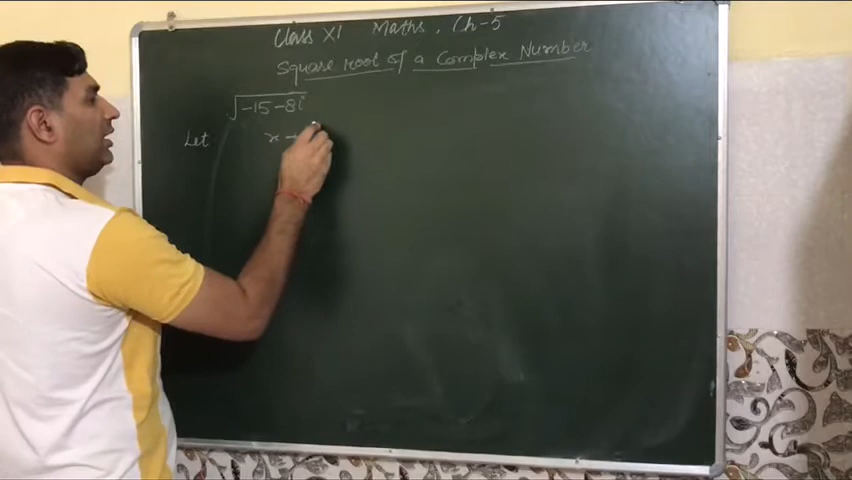 Class XI Maths, Ch-5
Square Root of a Complex Number
√-15-8i
Let x +